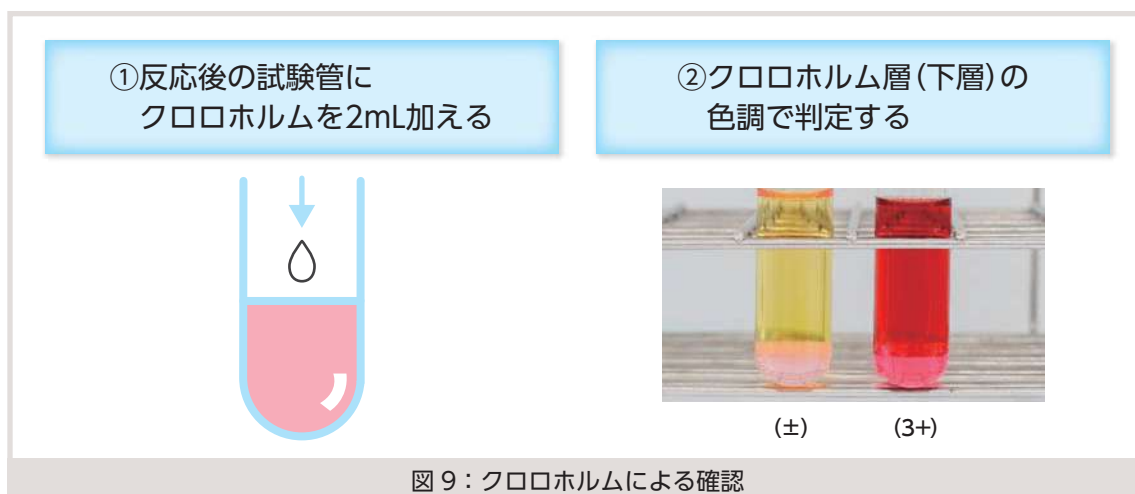 ①反応後の試験管に
クロロホルムを2mL加える
②クロロホルム層(下層)の
色調で判定する
(±)
(3+)
図 9：クロロホルムによる確認